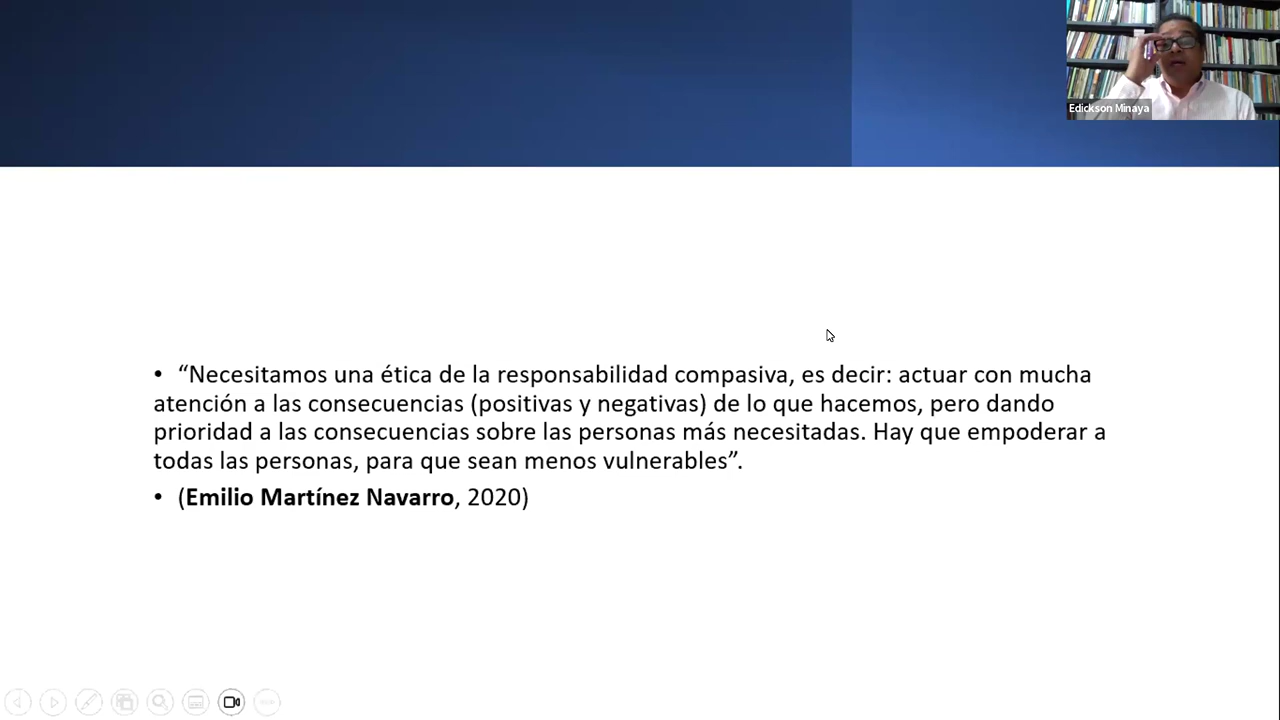 Edickson Minaya
• “Necesitamos una ética de la responsabilidad compasiva, es decir: actuar con mucha
atención a las consecuencias (positivas y negativas) de lo que hacemos, pero dando
prioridad a las consecuencias sobre las personas más necesitadas. Hay que empoderar a
todas las personas, para que sean menos vulnerables”.
• (Emilio Martínez Navarro, 2020)